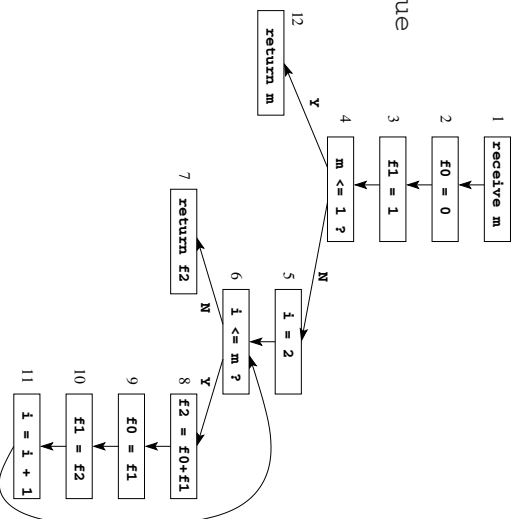 ue
1
receive m
2
f0 = 0
3
f1 = 1
4
m <= 1 ?
Y
N
12
return m
5
i = 2
6
i <= m ?
N
Y
7
return f2
8
f2 = f0+f1
9
f0 = f1
10
f1 = f2
11
i = i + 1